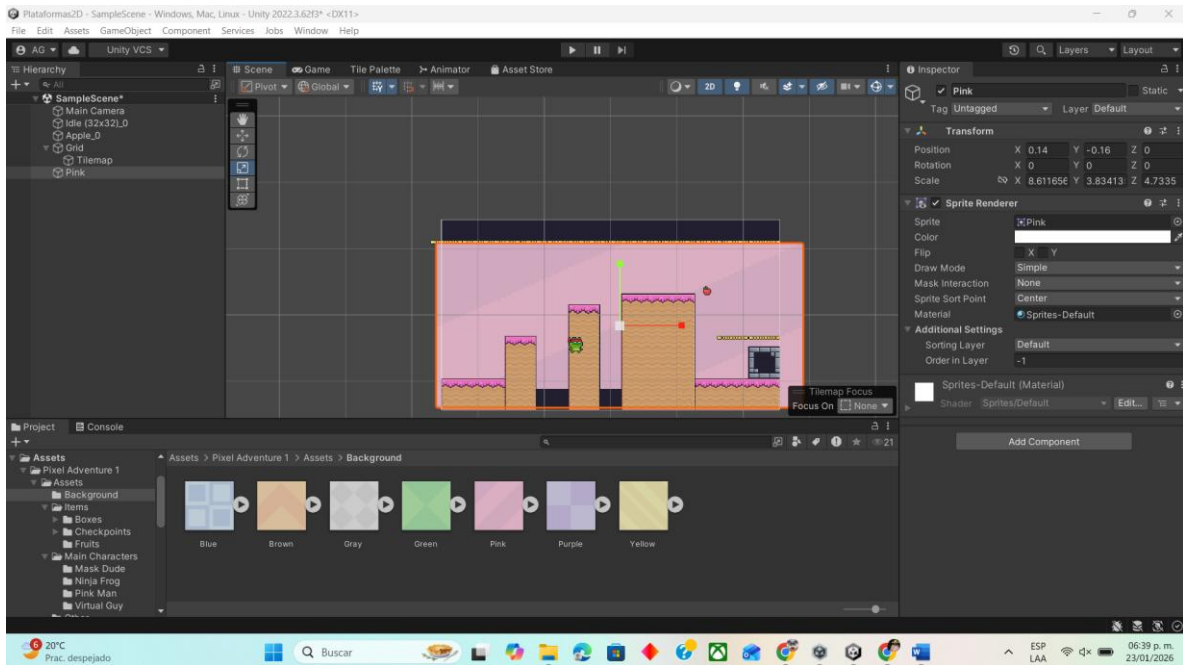 Plataformas2D - SampleScene - Windows, Mac, Linux - Unity 2022.3.62f3* <DX11>
File Edit Assets GameObject Component Services Jobs Window Help
AG Unity VCS Layers Layout
Hierarchy
All
SampleScene*
Main Camera
Idle (32x32)_0
Apple_0
Grid
Tilemap
Pink
Scene Game Tile Palette Animator Asset Store
Pivot Global 2D
Tilemap Focus
Focus On None
Inspector
Pink Static
Tag Untagged Layer Default
Transform
Position X 0.14 Y -0.16 Z 0
Rotation X 0 Y 0 Z 0
Scale X 8.611656 Y 3.83413 Z 4.7335
Sprite Renderer
Sprite Pink
Color
Flip X Y
Draw Mode Simple
Mask Interaction None
Sprite Sort Point Center
Material Sprites-Default
Additional Settings
Sorting Layer Default
Order in Layer -1
Sprites-Default (Material)
Shader Sprites/Default Edit...
Add Component
Project Console
21
Assets
Pixel Adventure 1
Assets
Background
Items
Boxes
Checkpoints
Fruits
Main Characters
Mask Dude
Ninja Frog
Pink Man
Virtual Guy
Assets > Pixel Adventure 1 > Assets > Background
Blue Brown Gray Green Pink Purple Yellow
6
20°C
Prac. despejado
Buscar
ESP
LAA
06:39 p. m.
23/01/2026